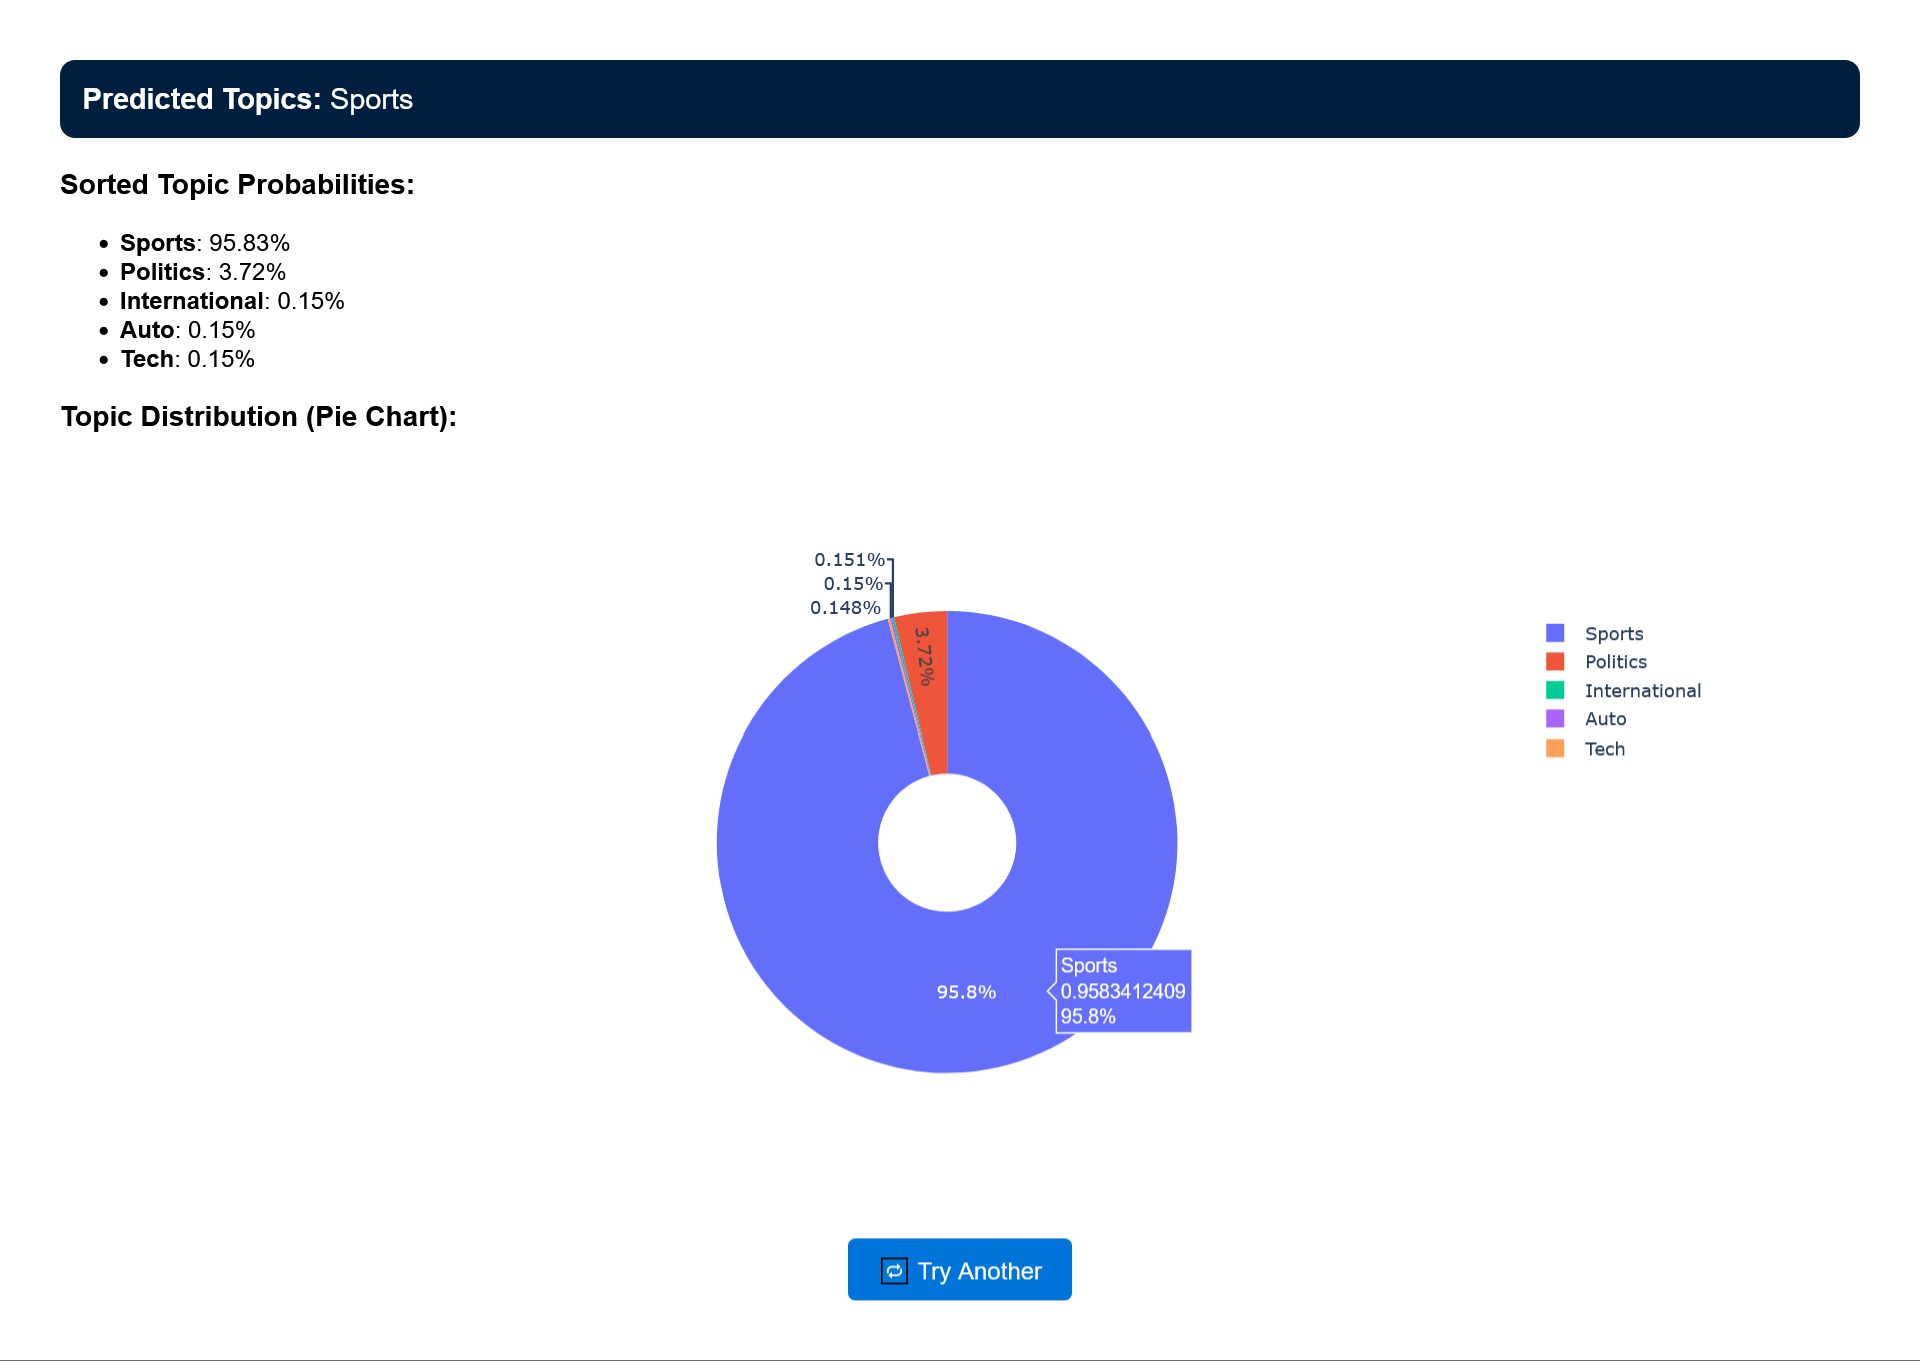 Predicted Topics: Sports
Sorted Topic Probabilities:
• Sports: 95.83%
• Politics: 3.72%
• International: 0.15%
• Auto: 0.15%
• Tech: 0.15%
Topic Distribution (Pie Chart):
0.151%
0.15%
0.148%
3.72%
Sports
Politics
International
Auto
Tech
95.8%
Sports
0.9583412409
95.8%
Try Another